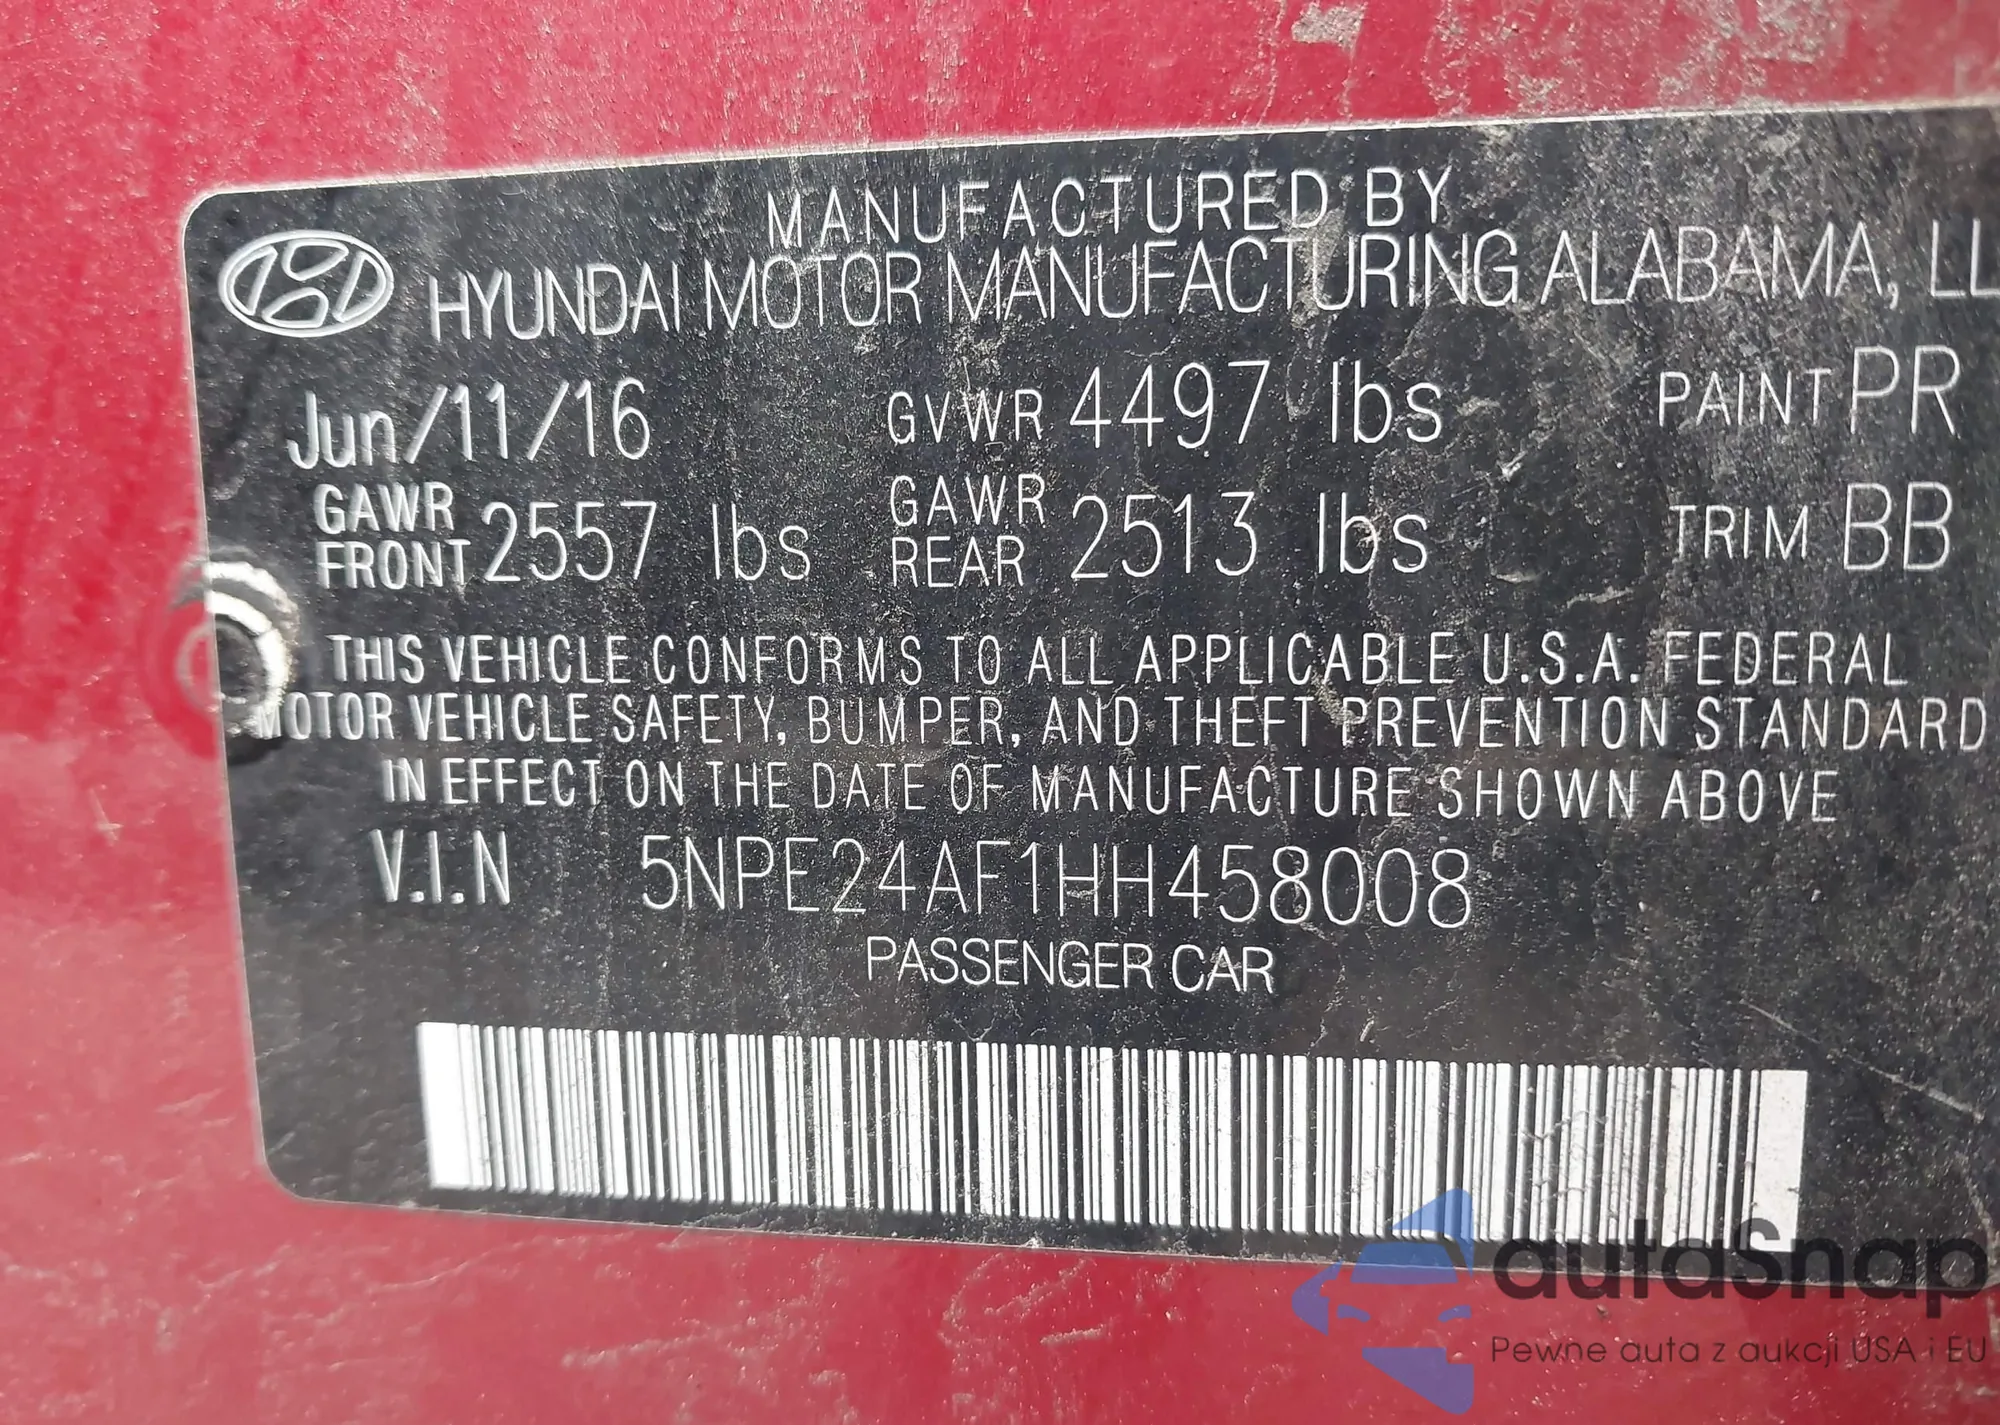 MANUFACTURED BY
HYUNDAI MOTOR MANUFACTURING ALABAMA, LL
Jun/11/16 GVWR 4497 lbs PAINT PR
GAWR FRONT 2557 lbs GAWR REAR 2513 lbs TRIM BB
THIS VEHICLE CONFORMS TO ALL APPLICABLE U.S.A. FEDERAL
MOTOR VEHICLE SAFETY, BUMPER, AND THEFT PREVENTION STANDARD
IN EFFECT ON THE DATE OF MANUFACTURE SHOWN ABOVE
V.I.N 5NPE24AF1HH458008
PASSENGER CAR
autaSnap
Pewne auta z aukcji USA i EU